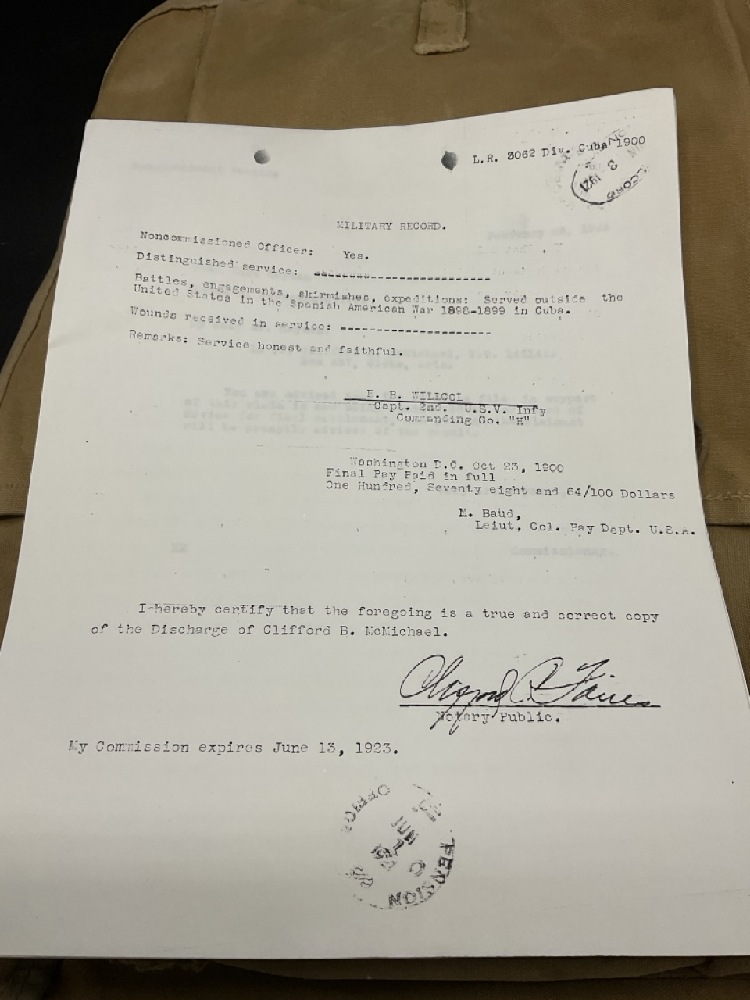 L.R. 3062 Div. Cuba 1900
MILITARY RECORD.
Noncommissioned Officer: Yes.
Distinguished service: ----------------------
Battles, engagements, skirmishes, expeditions: Served outside the
United States in the Spanish American War 1898-1899 in Cuba.
Wounds received in service: -------------------
Remarks: Service honest and faithful.
Capt. 2nd. U.S.V. Infy
Commanding Co.
Washington D.C. Oct 23, 1900
Final Pay Paid in full
One Hundred, Seventy eight and 64/100 Dollars
M. Baud,
Leiut, Col. Pay Dept. U.S.A.
I hereby certify that the foregoing is a true and correct copy
of the Discharge of Clifford B. McMichael.
Notary Public.
My Commission expires June 13, 1923.
PENSION